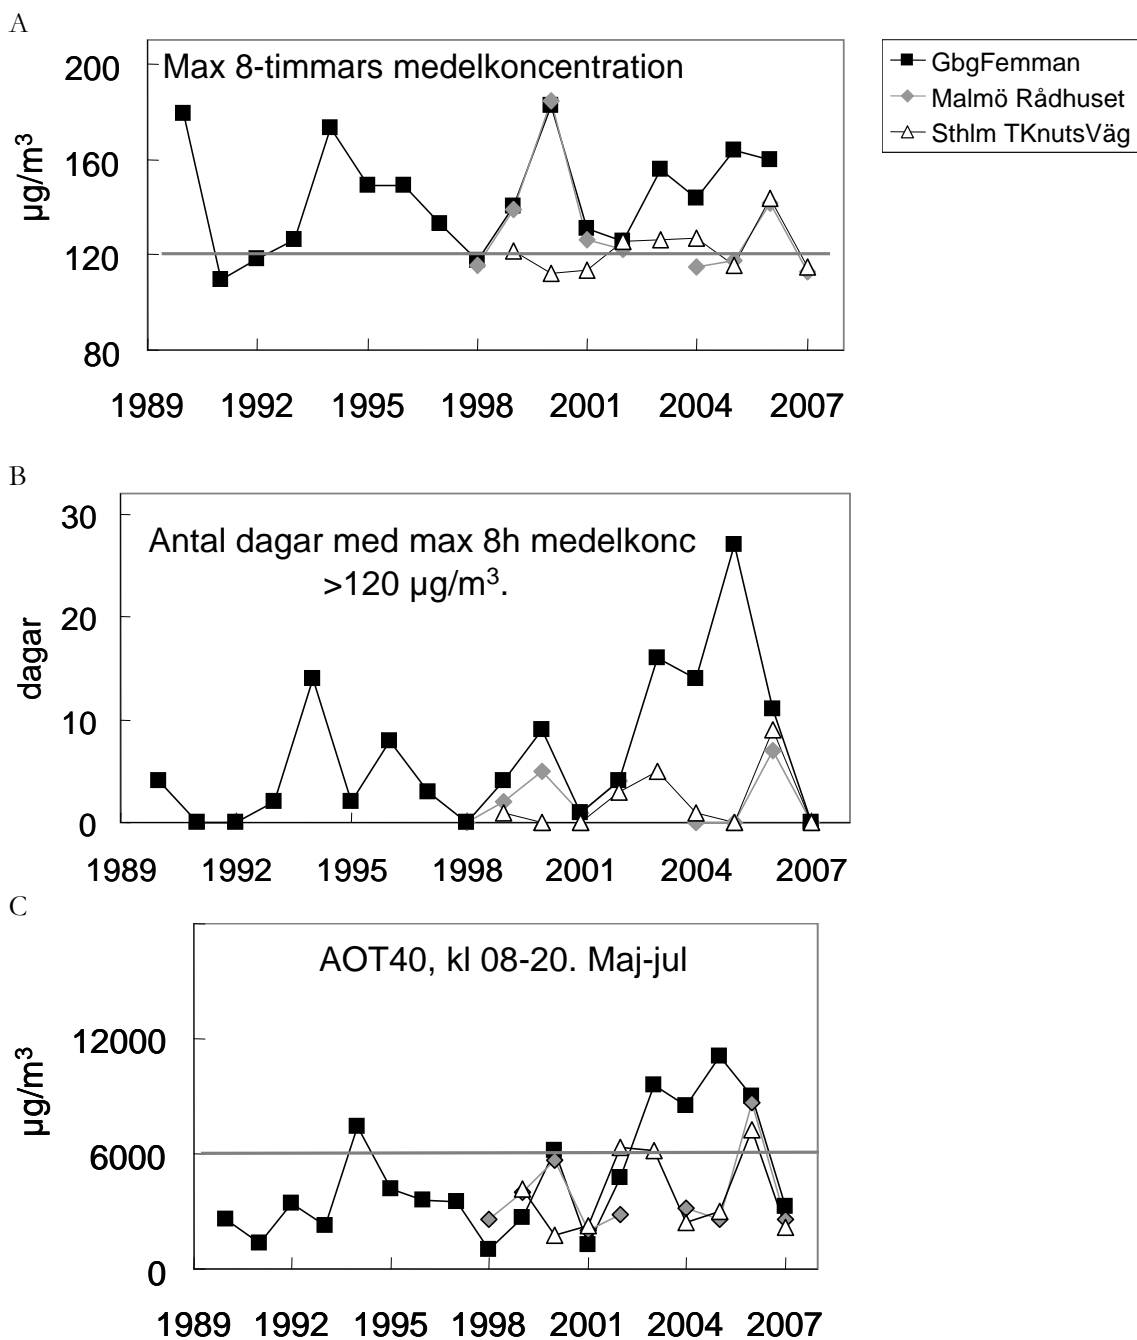 A
Max 8-timmars medelkoncentration
200
160
120
80
µg/m³
1989 1992 1995 1998 2001 2004 2007
GbgFemman
Malmö Rådhuset
Sthlm TKnutsVäg
B
Antal dagar med max 8h medelkonc
>120 µg/m³.
30
20
10
0
dagar
1989 1992 1995 1998 2001 2004 2007
C
AOT40, kl 08-20. Maj-jul
12000
6000
0
µg/m³
1989 1992 1995 1998 2001 2004 2007